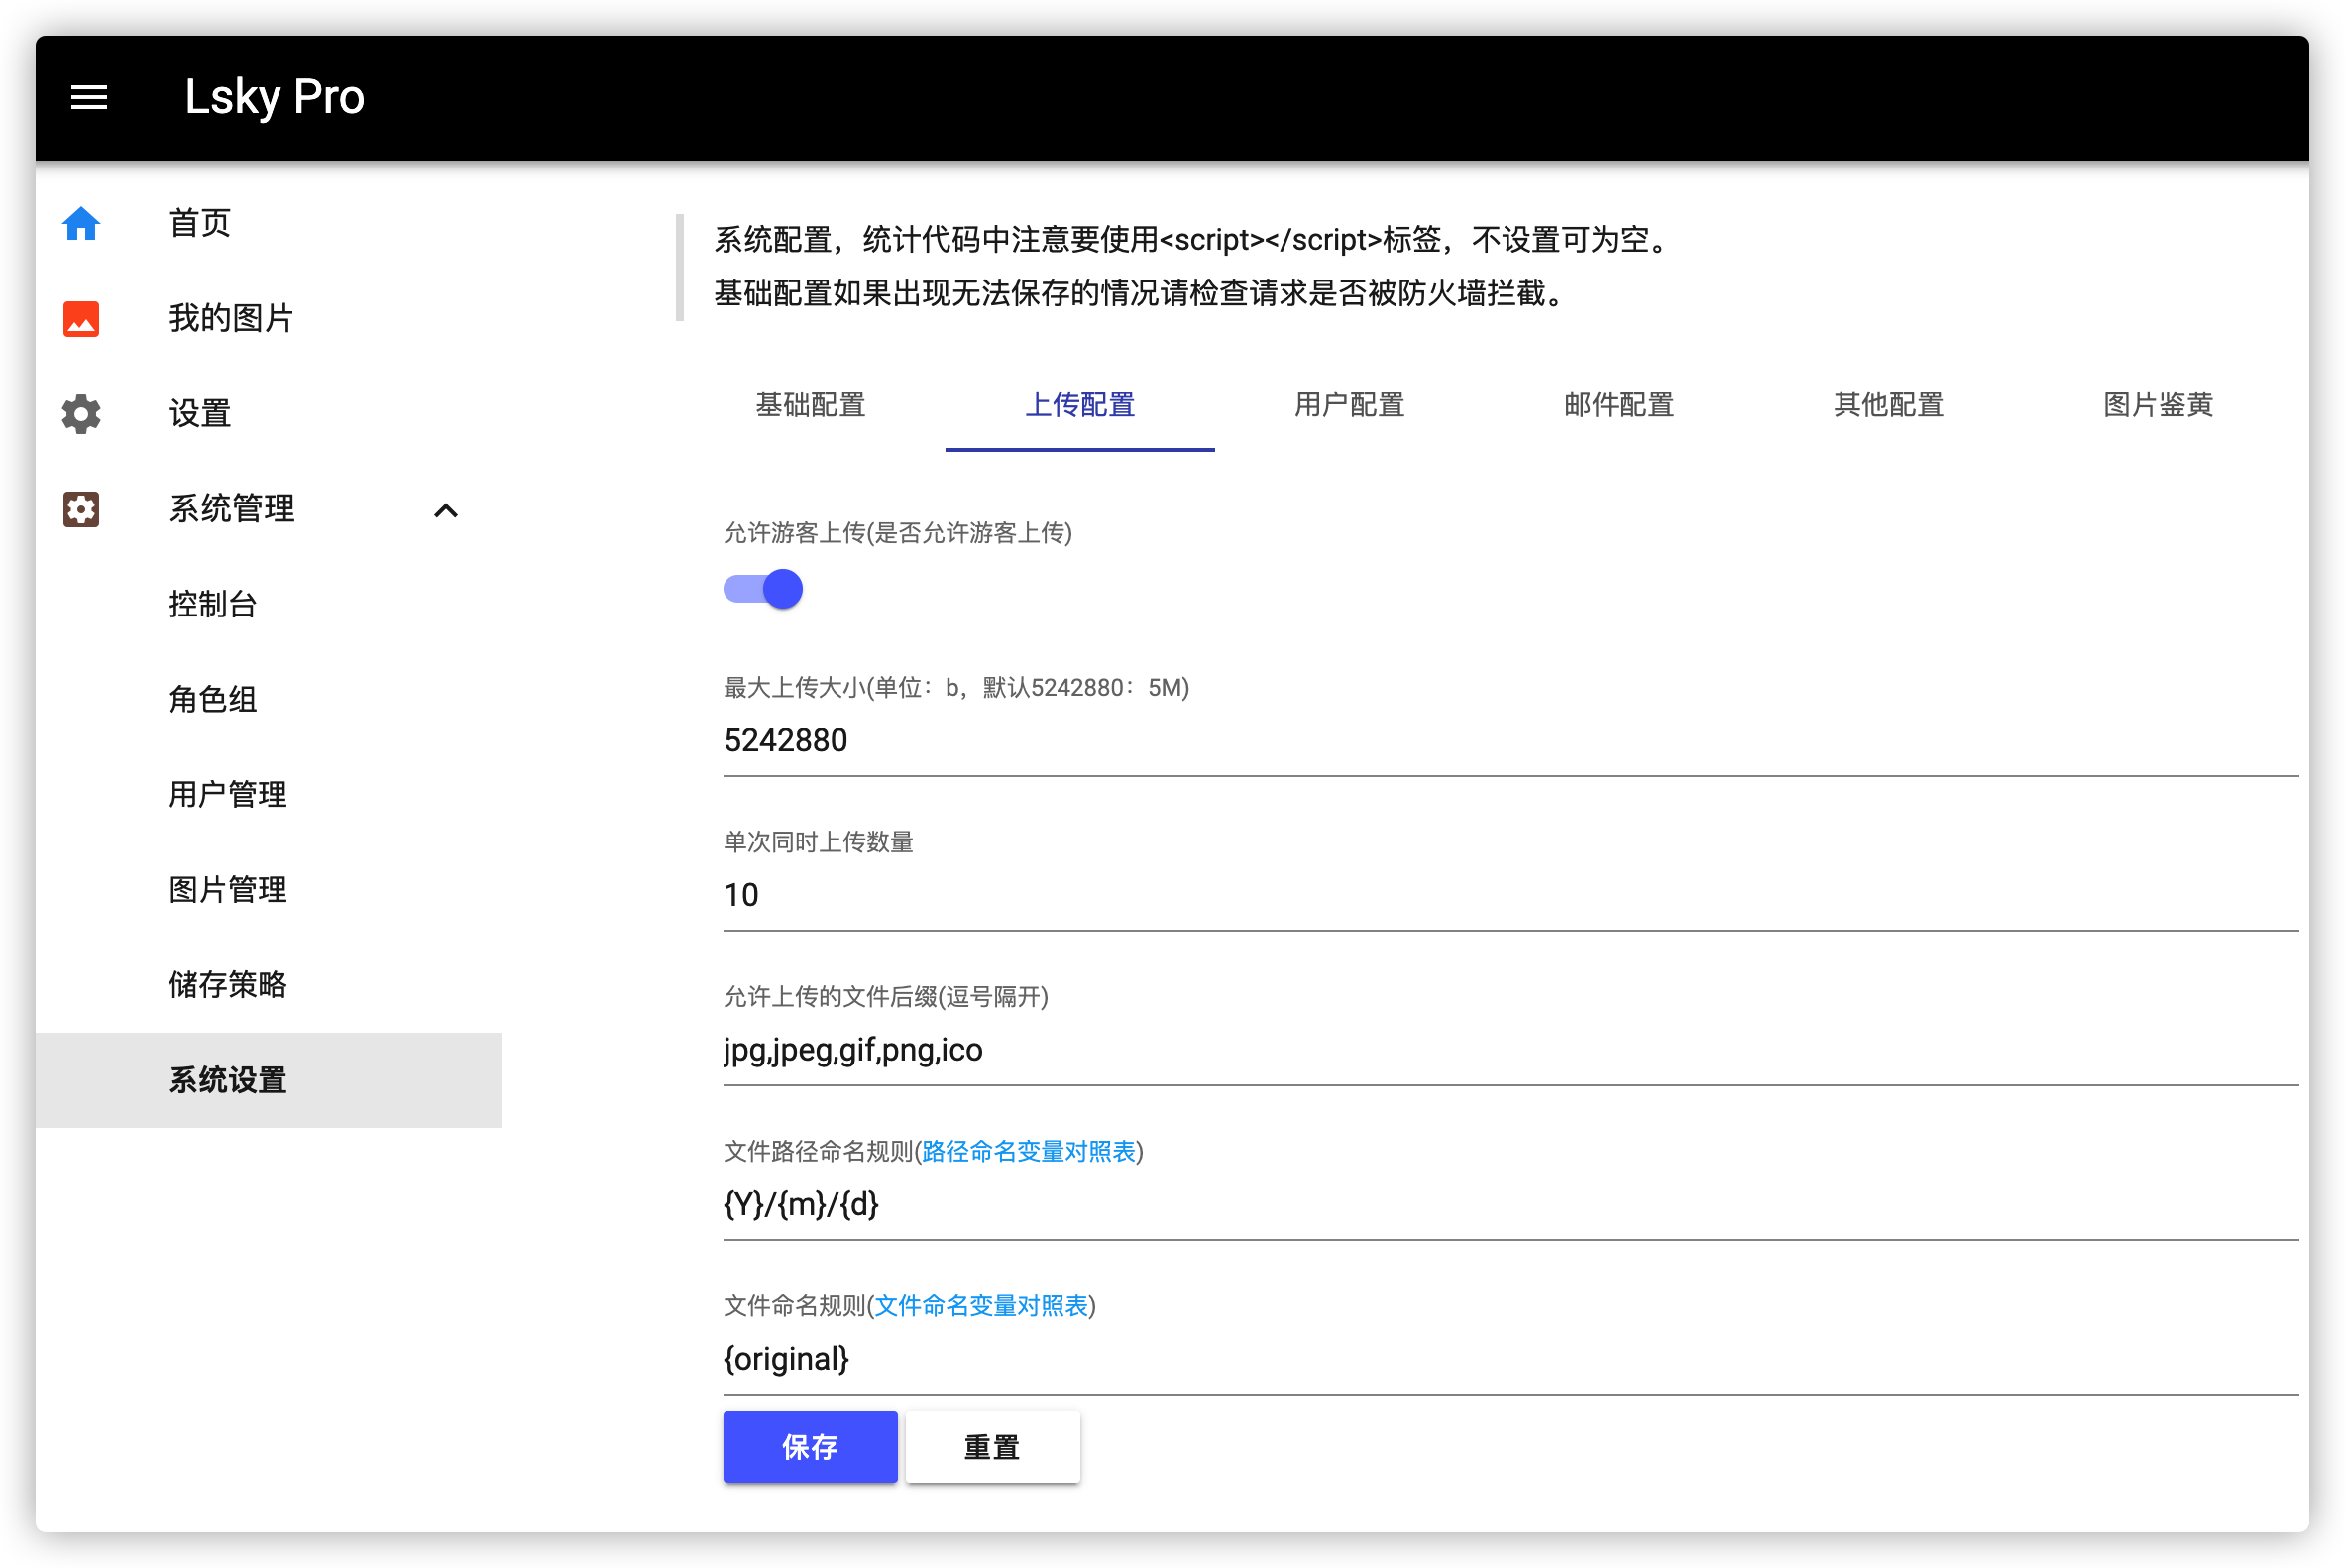 Lsky Pro
首页
我的图片
设置
系统管理
控制台
角色组
用户管理
图片管理
储存策略
系统设置
系统配置，统计代码中注意要使用<script></script>标签，不设置可为空。
基础配置如果出现无法保存的情况请检查请求是否被防火墙拦截。
基础配置 上传配置 用户配置 邮件配置 其他配置 图片鉴黄
允许游客上传(是否允许游客上传)
最大上传大小(单位：b，默认5242880：5M)
5242880
单次同时上传数量
10
允许上传的文件后缀(逗号隔开)
jpg,jpeg,gif,png,ico
文件路径命名规则(路径命名变量对照表)
{Y}/{m}/{d}
文件命名规则(文件命名变量对照表)
{original}
保存 重置